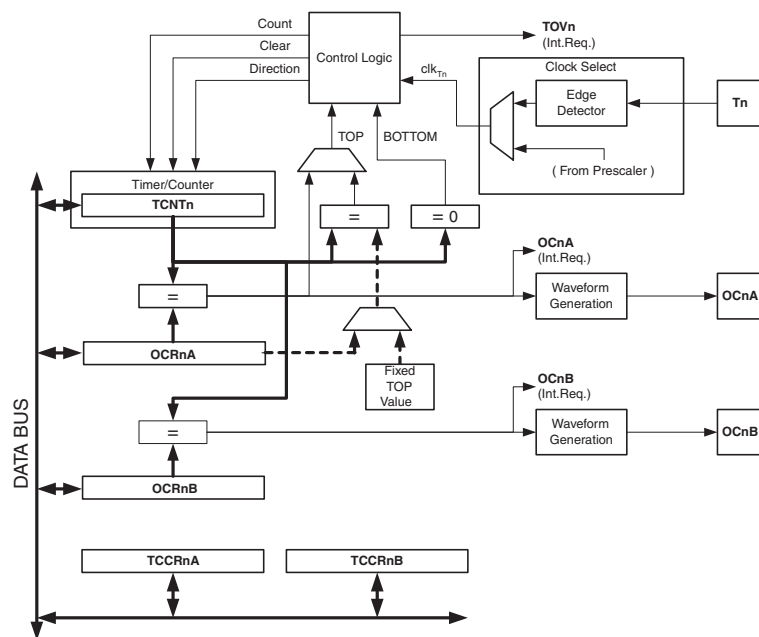 Count
Clear
Direction
Control Logic
TOVn
(Int.Req.)
clkTn
Clock Select
Edge
Detector
Tn
( From Prescaler )
TOP
BOTTOM
Timer/Counter
TCNTn
=
= 0
OCnA
(Int.Req.)
=
Waveform
Generation
OCnA
OCRnA
Fixed
TOP
Value
OCnB
(Int.Req.)
=
Waveform
Generation
OCnB
OCRnB
DATA BUS
TCCRnA
TCCRnB